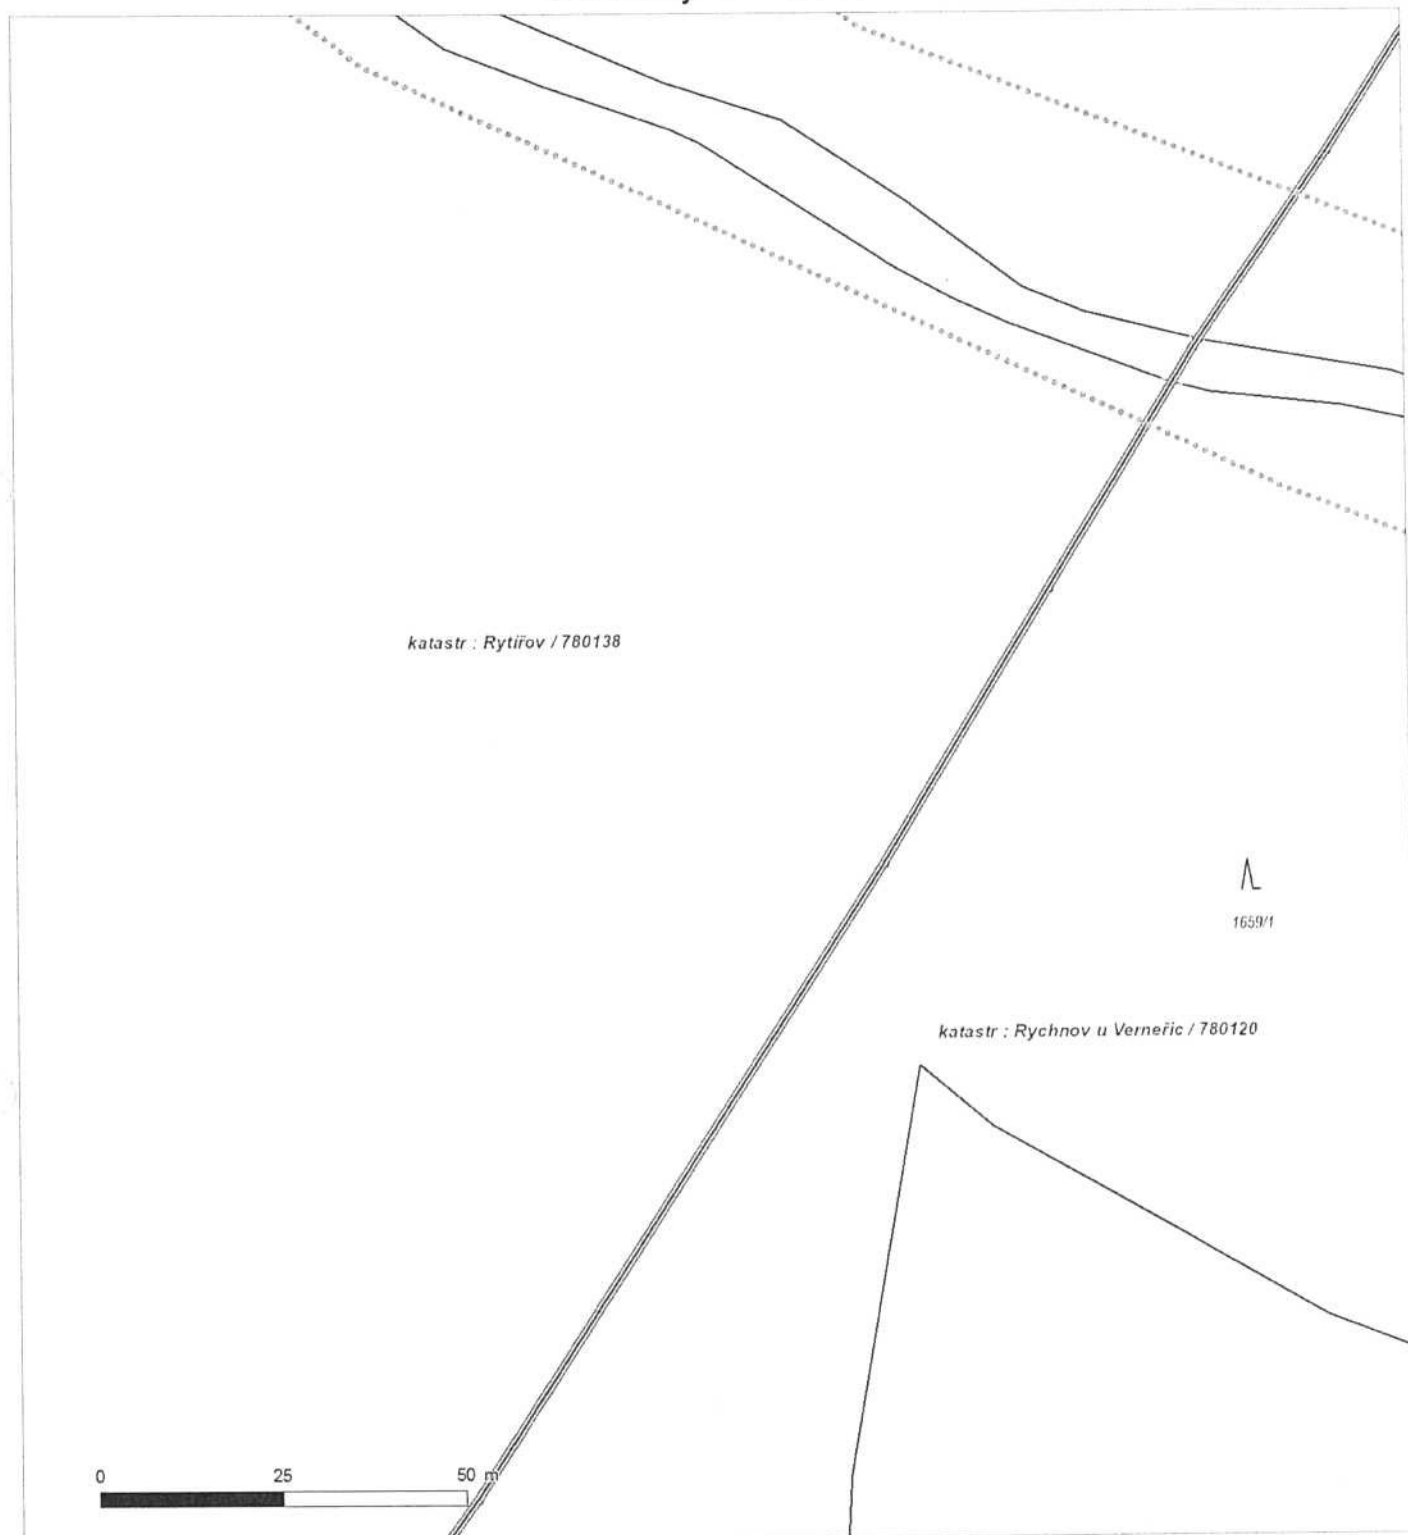 katastr : Rytířov / 780138
1659/1
katastr : Rychnov u Verneřic / 780120
0 25 50 m